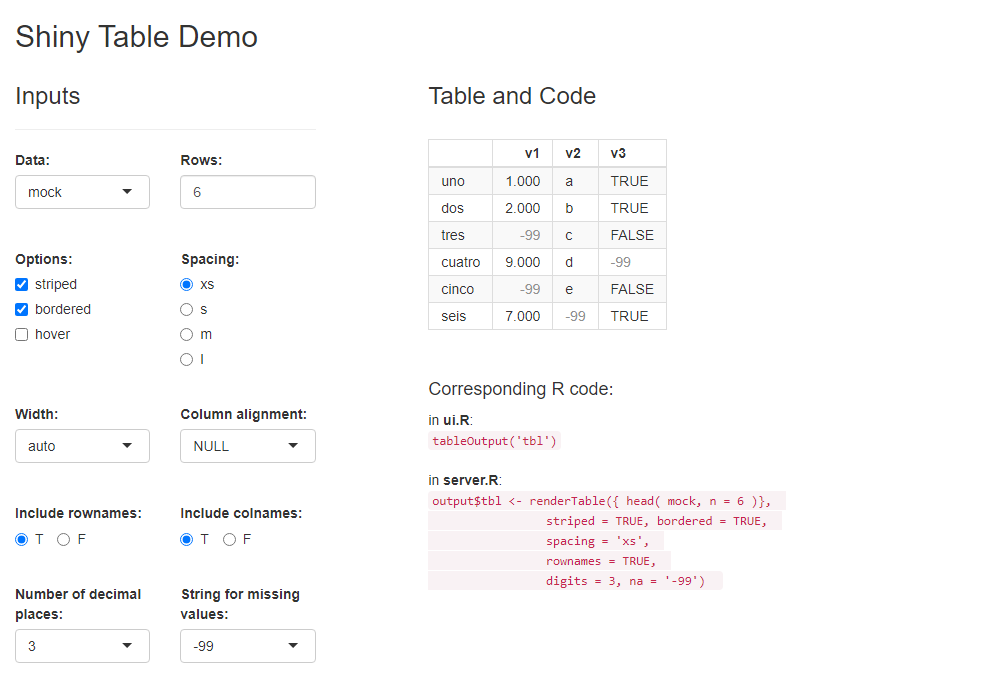 Shiny Table Demo
Inputs
Data:
Rows:
mock
6
Options:
Spacing:
striped
xs
bordered
s
hover
m
l
Width:
Column alignment:
auto
NULL
Include rownames:
Include colnames:
T F
T F
Number of decimal
places:
String for missing
values:
3
-99
Table and Code
v1 v2 v3
uno 1.000 a TRUE
dos 2.000 b TRUE
tres -99 c FALSE
cuatro 9.000 d -99
cinco -99 e FALSE
seis 7.000 -99 TRUE
Corresponding R code:
in ui.R:
tableOutput('tbl')
in server.R:
output$tbl <- renderTable({ head( mock, n = 6 )},
striped = TRUE, bordered = TRUE,
spacing = 'xs',
rownames = TRUE,
digits = 3, na = '-99')